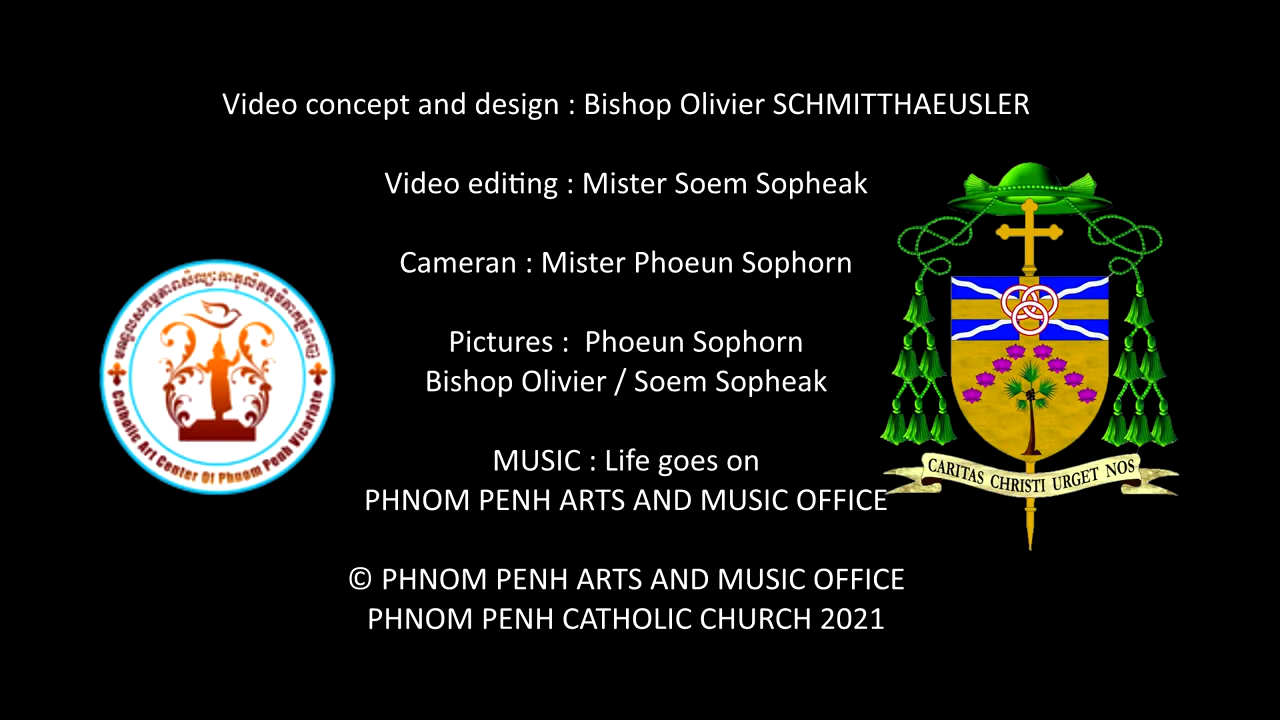 Video concept and design : Bishop Olivier SCHMITTHAEUSLER
Video editing : Mister Soem Sopheak
Cameran : Mister Phoeun Sophorn
Pictures :  Phoeun Sophorn
Bishop Olivier / Soem Sopheak
MUSIC : Life goes on
PHNOM PENH ARTS AND MUSIC OFFICE
© PHNOM PENH ARTS AND MUSIC OFFICE
PHNOM PENH CATHOLIC CHURCH 2021
Catholic Art Center Of Phnom Penh Vicariate
CARITAS CHRISTI URGET NOS